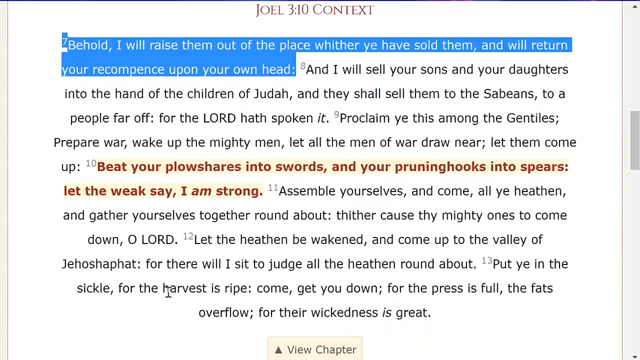 JOEL 3:10 CONTEXT
7Behold, I will raise them out of the place whither ye have sold them, and will return
your recompence upon your own head: 8And I will sell your sons and your daughters
into the hand of the children of Judah, and they shall sell them to the Sabeans, to a
people far off: for the LORD hath spoken it. 9Proclaim ye this among the Gentiles;
Prepare war, wake up the mighty men, let all the men of war draw near; let them come
up: 10Beat your plowshares into swords, and your pruninghooks into spears:
let the weak say, I am strong. 11Assemble yourselves, and come, all ye heathen,
and gather yourselves together round about: thither cause thy mighty ones to come
down, O LORD. 12Let the heathen be wakened, and come up to the valley of
Jehoshaphat: for there will I sit to judge all the heathen round about. 13Put ye in the
sickle, for the harvest is ripe: come, get you down; for the press is full, the fats
overflow; for their wickedness is great.
▲ View Chapter